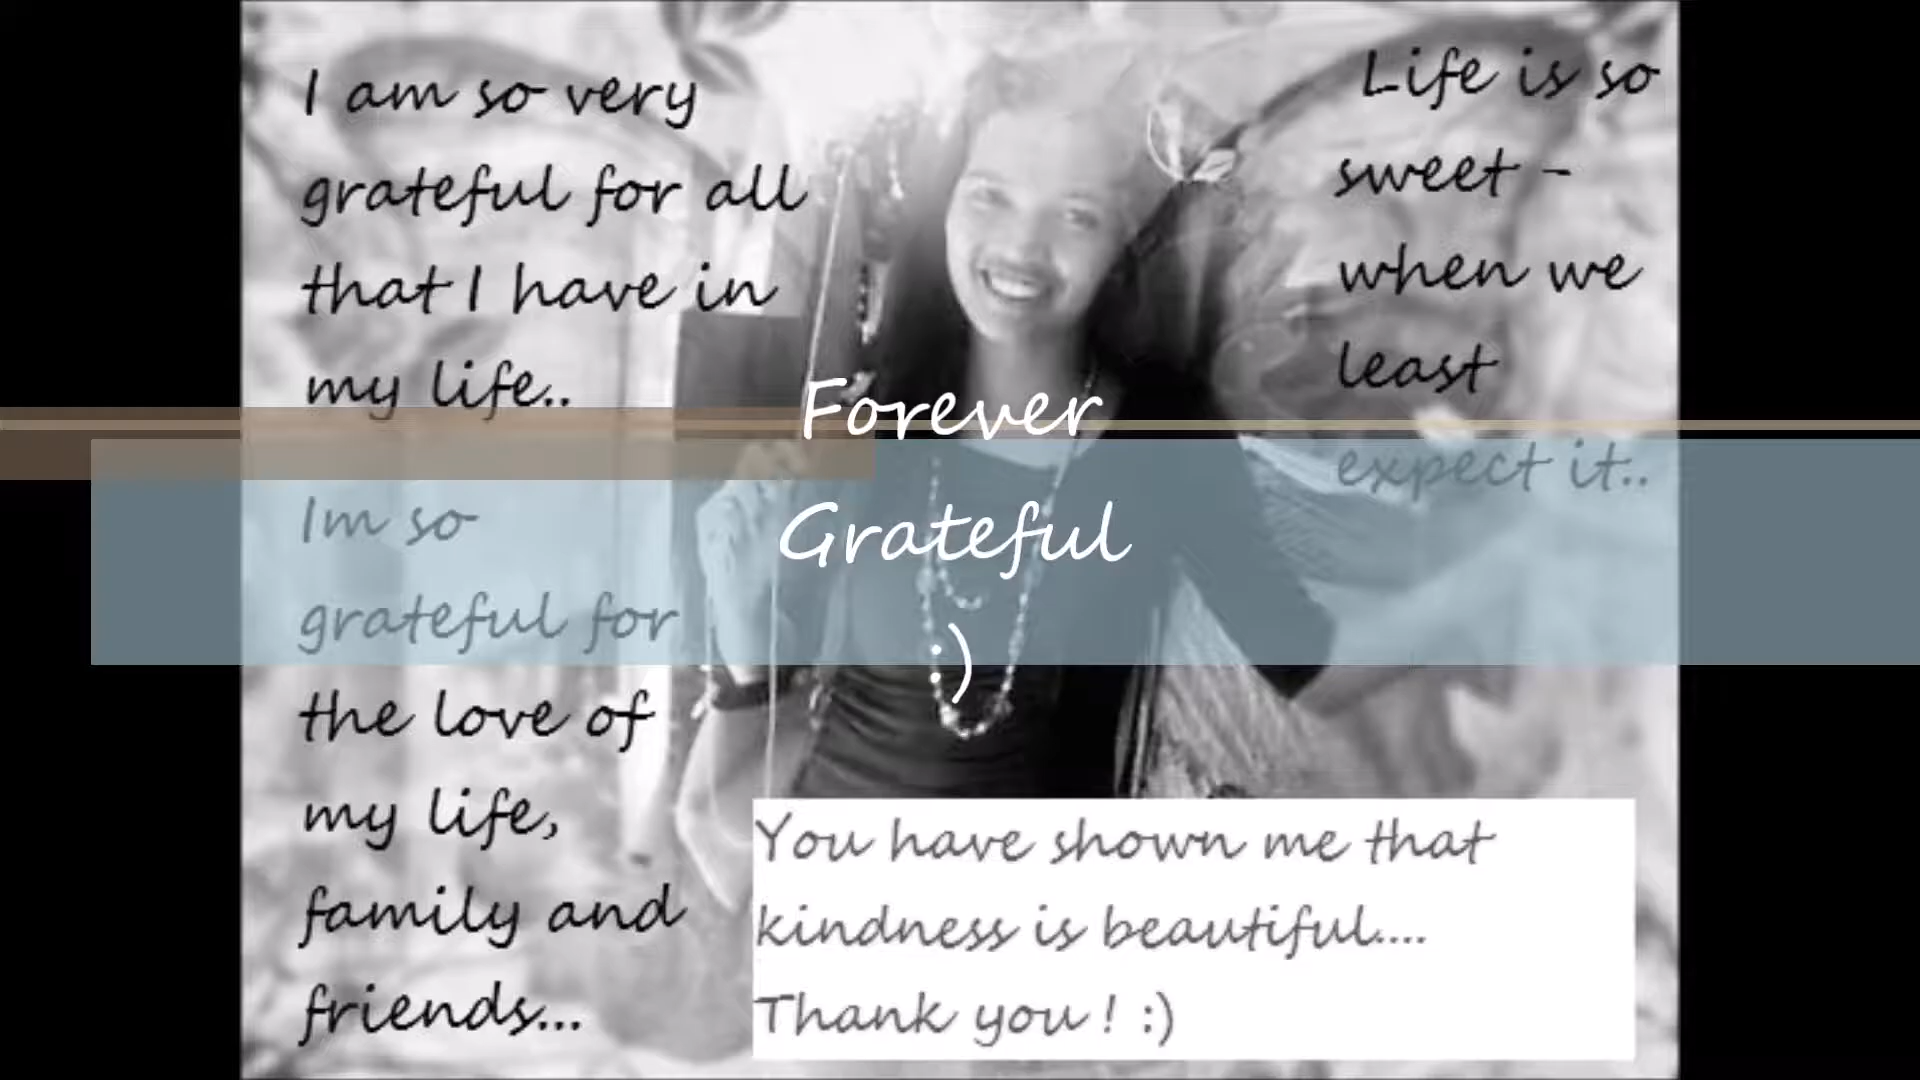 I am so very
grateful for all
that I have in
my life..
Im so
grateful for
the love of
my life,
family and
friends...
Life is so
sweet -
when we
least
expect it..
Forever
Grateful
:)
You have shown me that
kindness is beautiful....
Thank you ! :)